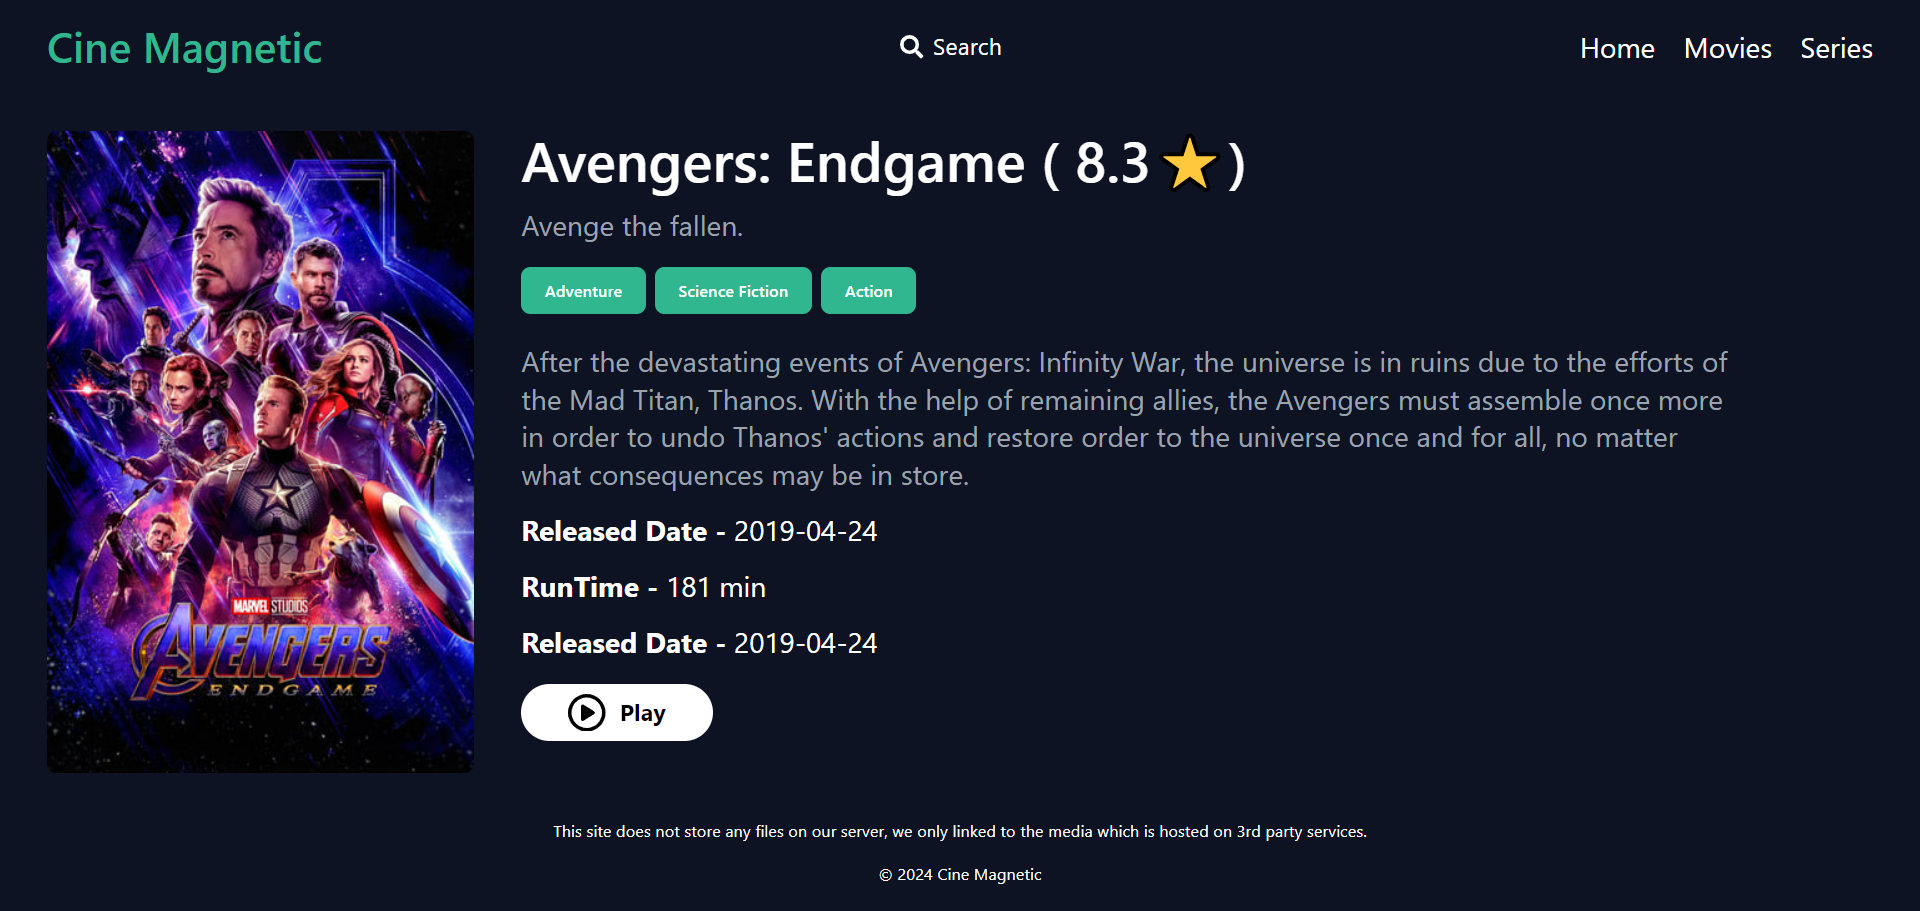 Cine Magnetic
Search
Home
Movies
Series
MARVEL STUDIOS
AVENGERS
ENDGAME
Avengers: Endgame ( 8.3 ⭐ )
Avenge the fallen.
Adventure
Science Fiction
Action
After the devastating events of Avengers: Infinity War, the universe is in ruins due to the efforts of
the Mad Titan, Thanos. With the help of remaining allies, the Avengers must assemble once more
in order to undo Thanos' actions and restore order to the universe once and for all, no matter
what consequences may be in store.
Released Date - 2019-04-24
RunTime - 181 min
Released Date - 2019-04-24
Play
This site does not store any files on our server, we only linked to the media which is hosted on 3rd party services.
© 2024 Cine Magnetic